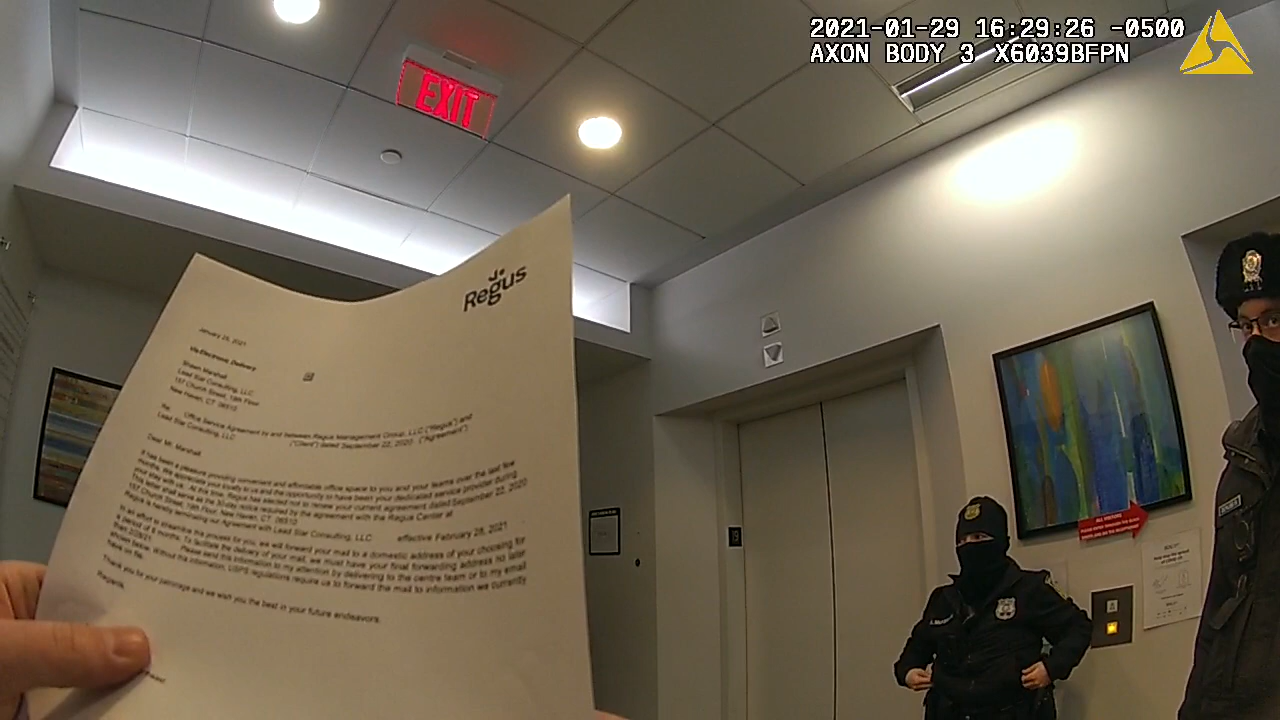 2021-01-29 16:29:26 -0500
AXON BODY 3 X6039BFPN
EXIT
Regus
January 28, 2021
Via Electronic Delivery
Shawn Marshall
Lead Star Consulting, LLC
157 Church Street, 19th Floor
New Haven, CT 06510
Re: Office Service Agreement by and between Regus Management Group, LLC ("Regus") and
Lead Star Consulting, LLC ("Client") dated September 22, 2020 ("Agreement")
Dear Mr. Marshall
It has been a pleasure providing convenient and affordable office space to you and your teams over the last few
months. We appreciate your loyalty to us and the opportunity to have been your dedicated service provider during
your stay with us. At this time, Regus has elected not to renew your current agreement dated September 22, 2020
This letter shall serve as the 30-day notice required by the agreement with the Regus Center at
157 Church Street, 19th Floor, New Haven, CT. 06510
Regus is hereby terminating our Agreement with Lead Star Consulting, LLC effective February 28, 2021
In an effort to streamline this process for you, we will forward your mail to a domestic address of your choosing for
a period of 6 months. To facilitate the delivery of your mail, we must have your final forwarding address no later
than 2/28/21. Please send this information to my attention by delivering to the centre team or to my email
shown below. Without this information, USPS regulations require us to forward the mail to information we currently
have on file.
Thank you for your patronage and we wish you the best in your future endeavors.
Regards,
19
ALL VISITORS